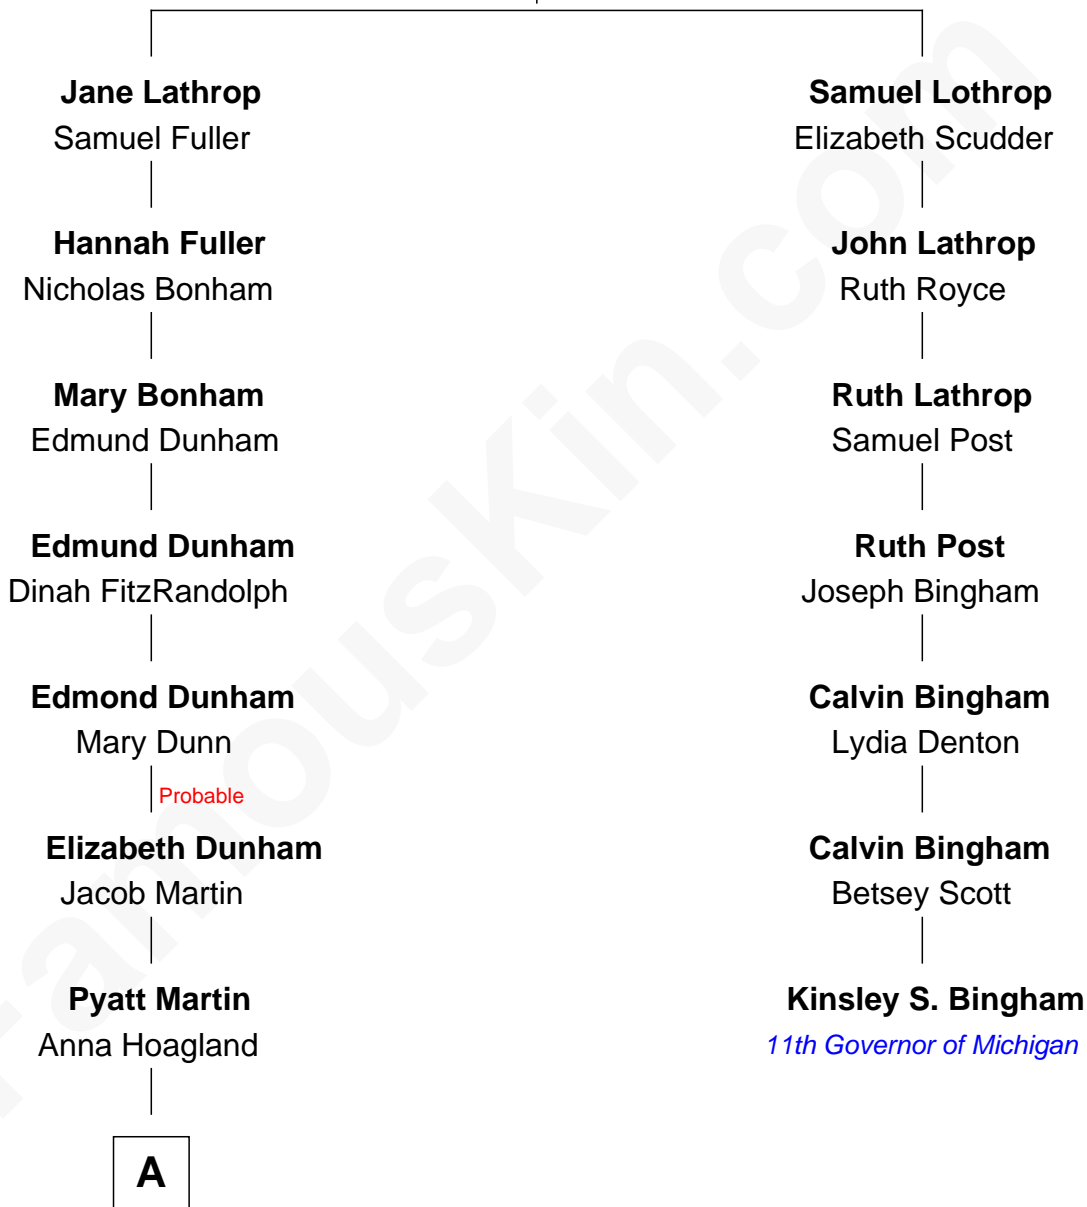 Jane Lathrop
Samuel Fuller
Samuel Lothrop
Elizabeth Scudder
Hannah Fuller
Nicholas Bonham
John Lathrop
Ruth Royce
Mary Bonham
Edmund Dunham
Ruth Lathrop
Samuel Post
Edmund Dunham
Dinah FitzRandolph
Ruth Post
Joseph Bingham
Edmond Dunham
Mary Dunn
Calvin Bingham
Lydia Denton
Probable
Elizabeth Dunham
Jacob Martin
Calvin Bingham
Betsey Scott
Pyatt Martin
Anna Hoagland
Kinsley S. Bingham
11th Governor of Michigan
A
FamousKin.com